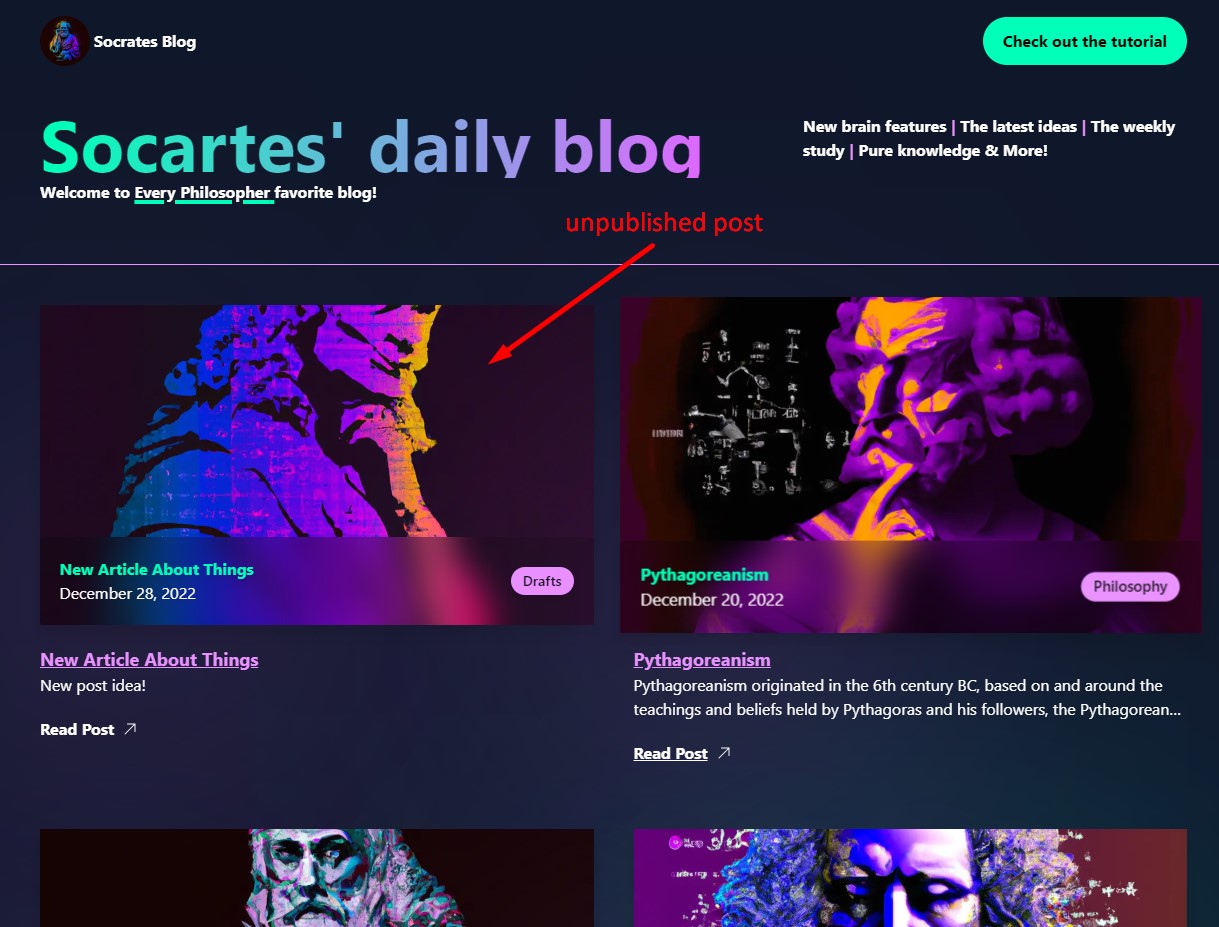 Socrates Blog
Check out the tutorial
Socartes' daily blog
New brain features | The latest ideas | The weekly
study | Pure knowledge & More!
Welcome to Every Philosopher favorite blog!
unpublished post
New Article About Things
December 28, 2022
Drafts
Pythagoreanism
December 20, 2022
Philosophy
New Article About Things
New post idea!
Read Post
Pythagoreanism
Pythagoreanism originated in the 6th century BC, based on and around the
teachings and beliefs held by Pythagoras and his followers, the Pythagorean...
Read Post